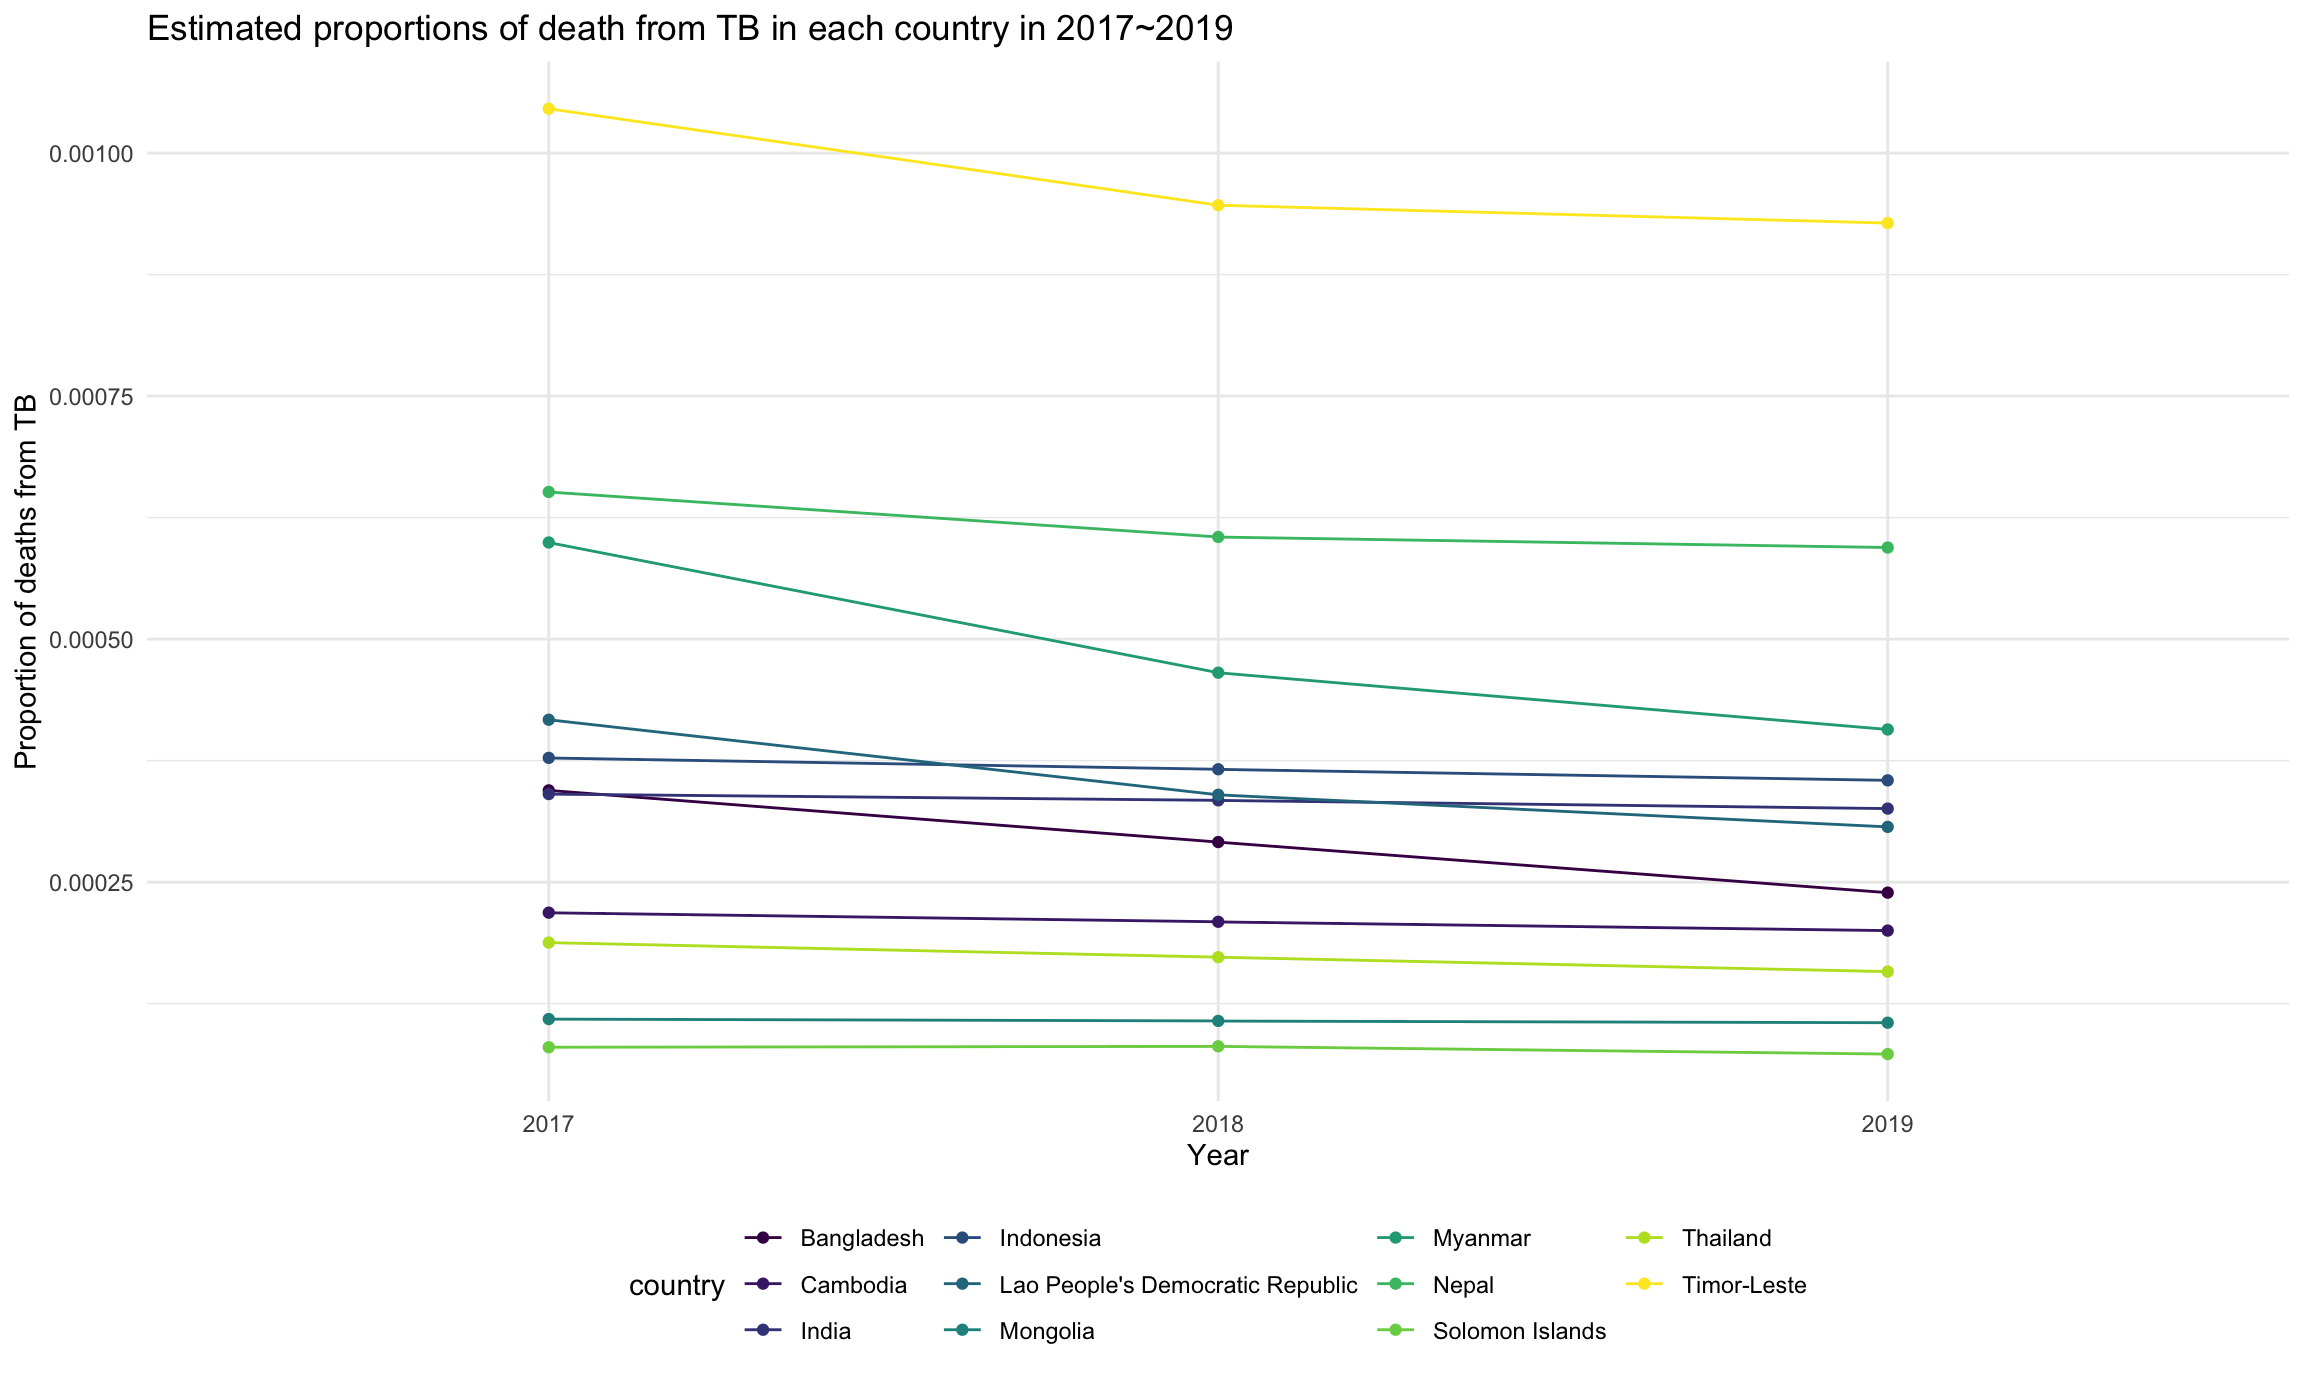 Estimated proportions of death from TB in each country in 2017~2019
Proportion of deaths from TB
0.00100
0.00075
0.00050
0.00025
2017 2018 2019
Year
country
Bangladesh Indonesia Myanmar Thailand
Cambodia Lao People's Democratic Republic Nepal Timor-Leste
India Mongolia Solomon Islands